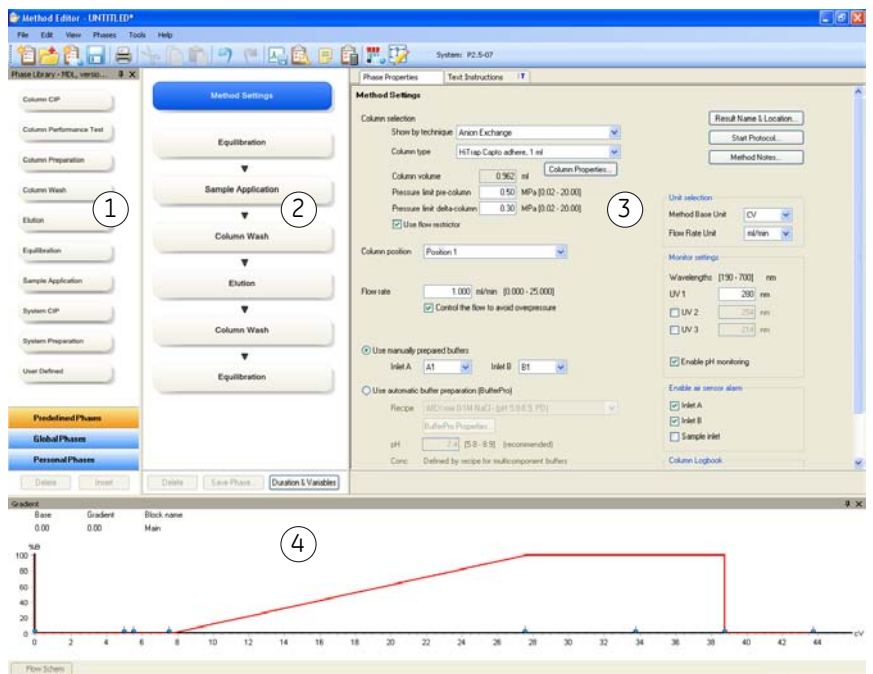 Method Editor - UNTITLED*
File Edit View Phases Tools Help
System: P2.5-07
Phase Library - MDL, versio...
Column CIP
Column Performance Test
Column Preparation
Column Wash
Elution
Equilibration
Sample Application
System CIP
System Preparation
User Defined
Predefined Phases
Global Phases
Personal Phases
Delete Insert
1
Method Settings
Equilibration
Sample Application
Column Wash
Elution
Column Wash
Equilibration
2
Delete Save Phase... Duration & Variables
Phase Properties Text Instructions
Method Settings
Column selection
Show by technique Anion Exchange
Column type HiTrap Capto adhere, 1 ml
Column volume 0.962 ml Column Properties...
Pressure limit pre-column 0.50 MPa [0.02 - 20.00]
Pressure limit delta-column 0.30 MPa [0.02 - 20.00]
Use flow restrictor
Column position Position 1
Flow rate 1.000 ml/min [0.000 - 25.000]
Control the flow to avoid overpressure
Use manually prepared buffers
Inlet A A1 Inlet B B1
Use automatic buffer preparation (BufferPro)
Recipe
BufferPro Properties...
pH 7.4 [5.8 - 8.9] (recommended)
Conc Defined by recipe for multicomponent buffers
3
Result Name & Location...
Start Protocol...
Method Notes...
Unit selection
Method Base Unit CV
Flow Rate Unit ml/min
Monitor settings
Wavelengths [190 - 700] nm
UV 1 280 nm
UV 2 254 nm
UV 3 214 nm
Enable pH monitoring
Enable air sensor alarm
Inlet A
Inlet B
Sample inlet
Column Logbook
Gradient
Base Gradient Block name
0.00 0.00 Main
4
%B
100
80
60
40
20
0
0 2 4 6 8 10 12 14 16 18 20 22 24 26 28 30 32 34 36 38 40 42 44 CV
Flow Schem